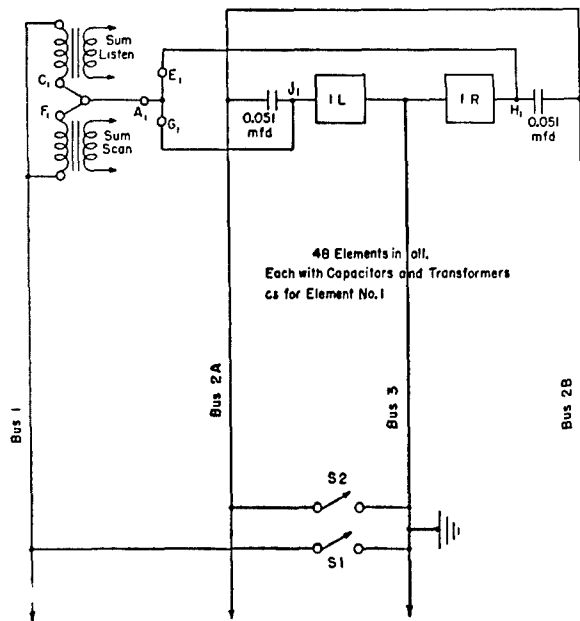 Sum
Listen
C₁
E₁
F₁
A₁
G₁
Sum
Scan
J₁
0.051
mfd
1 L
1 R
H₁
0.051
mfd
48 Elements in all.
Each with Capacitors and Transformers
as for Element No. 1
Bus 1
Bus 2A
Bus 3
Bus 2B
S2
S1